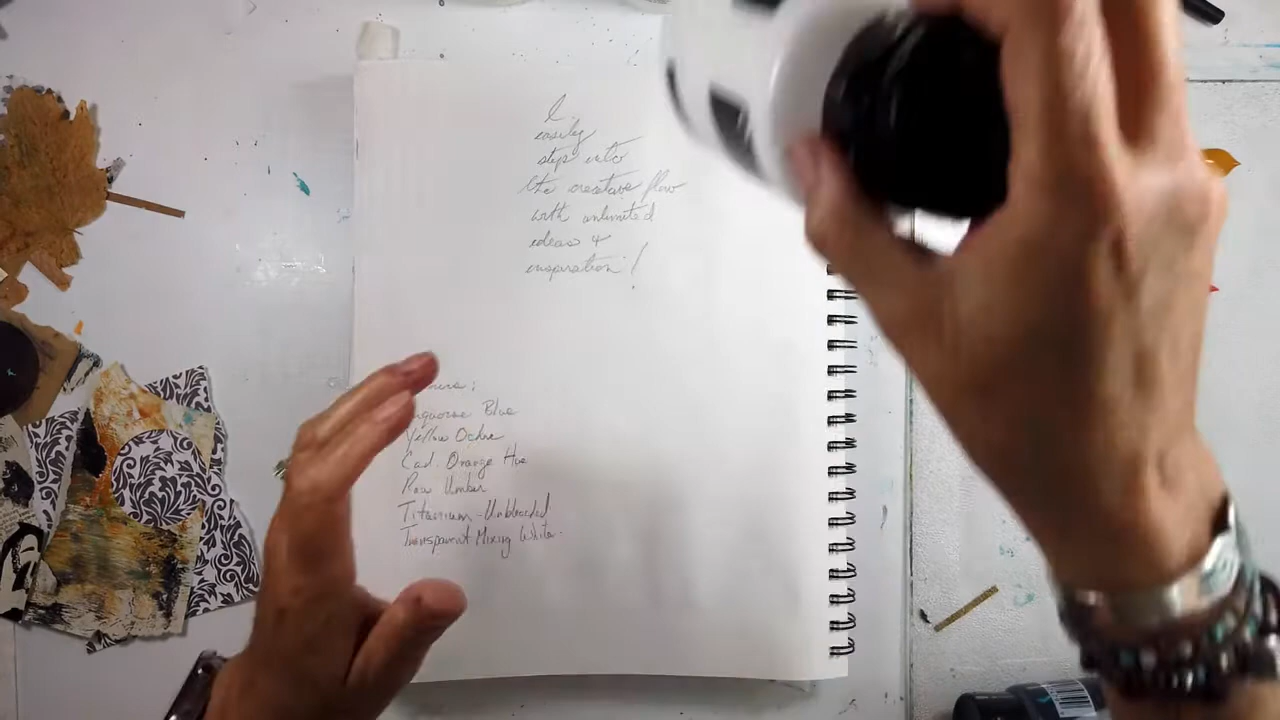 I
easily
step into
the creative flow
with unlimited
ideas &
inspiration!
Blue
Yellow Ochre
Cad. Orange Hue
Raw Umber
Titanium-Unbleached
Transparent Mixing White